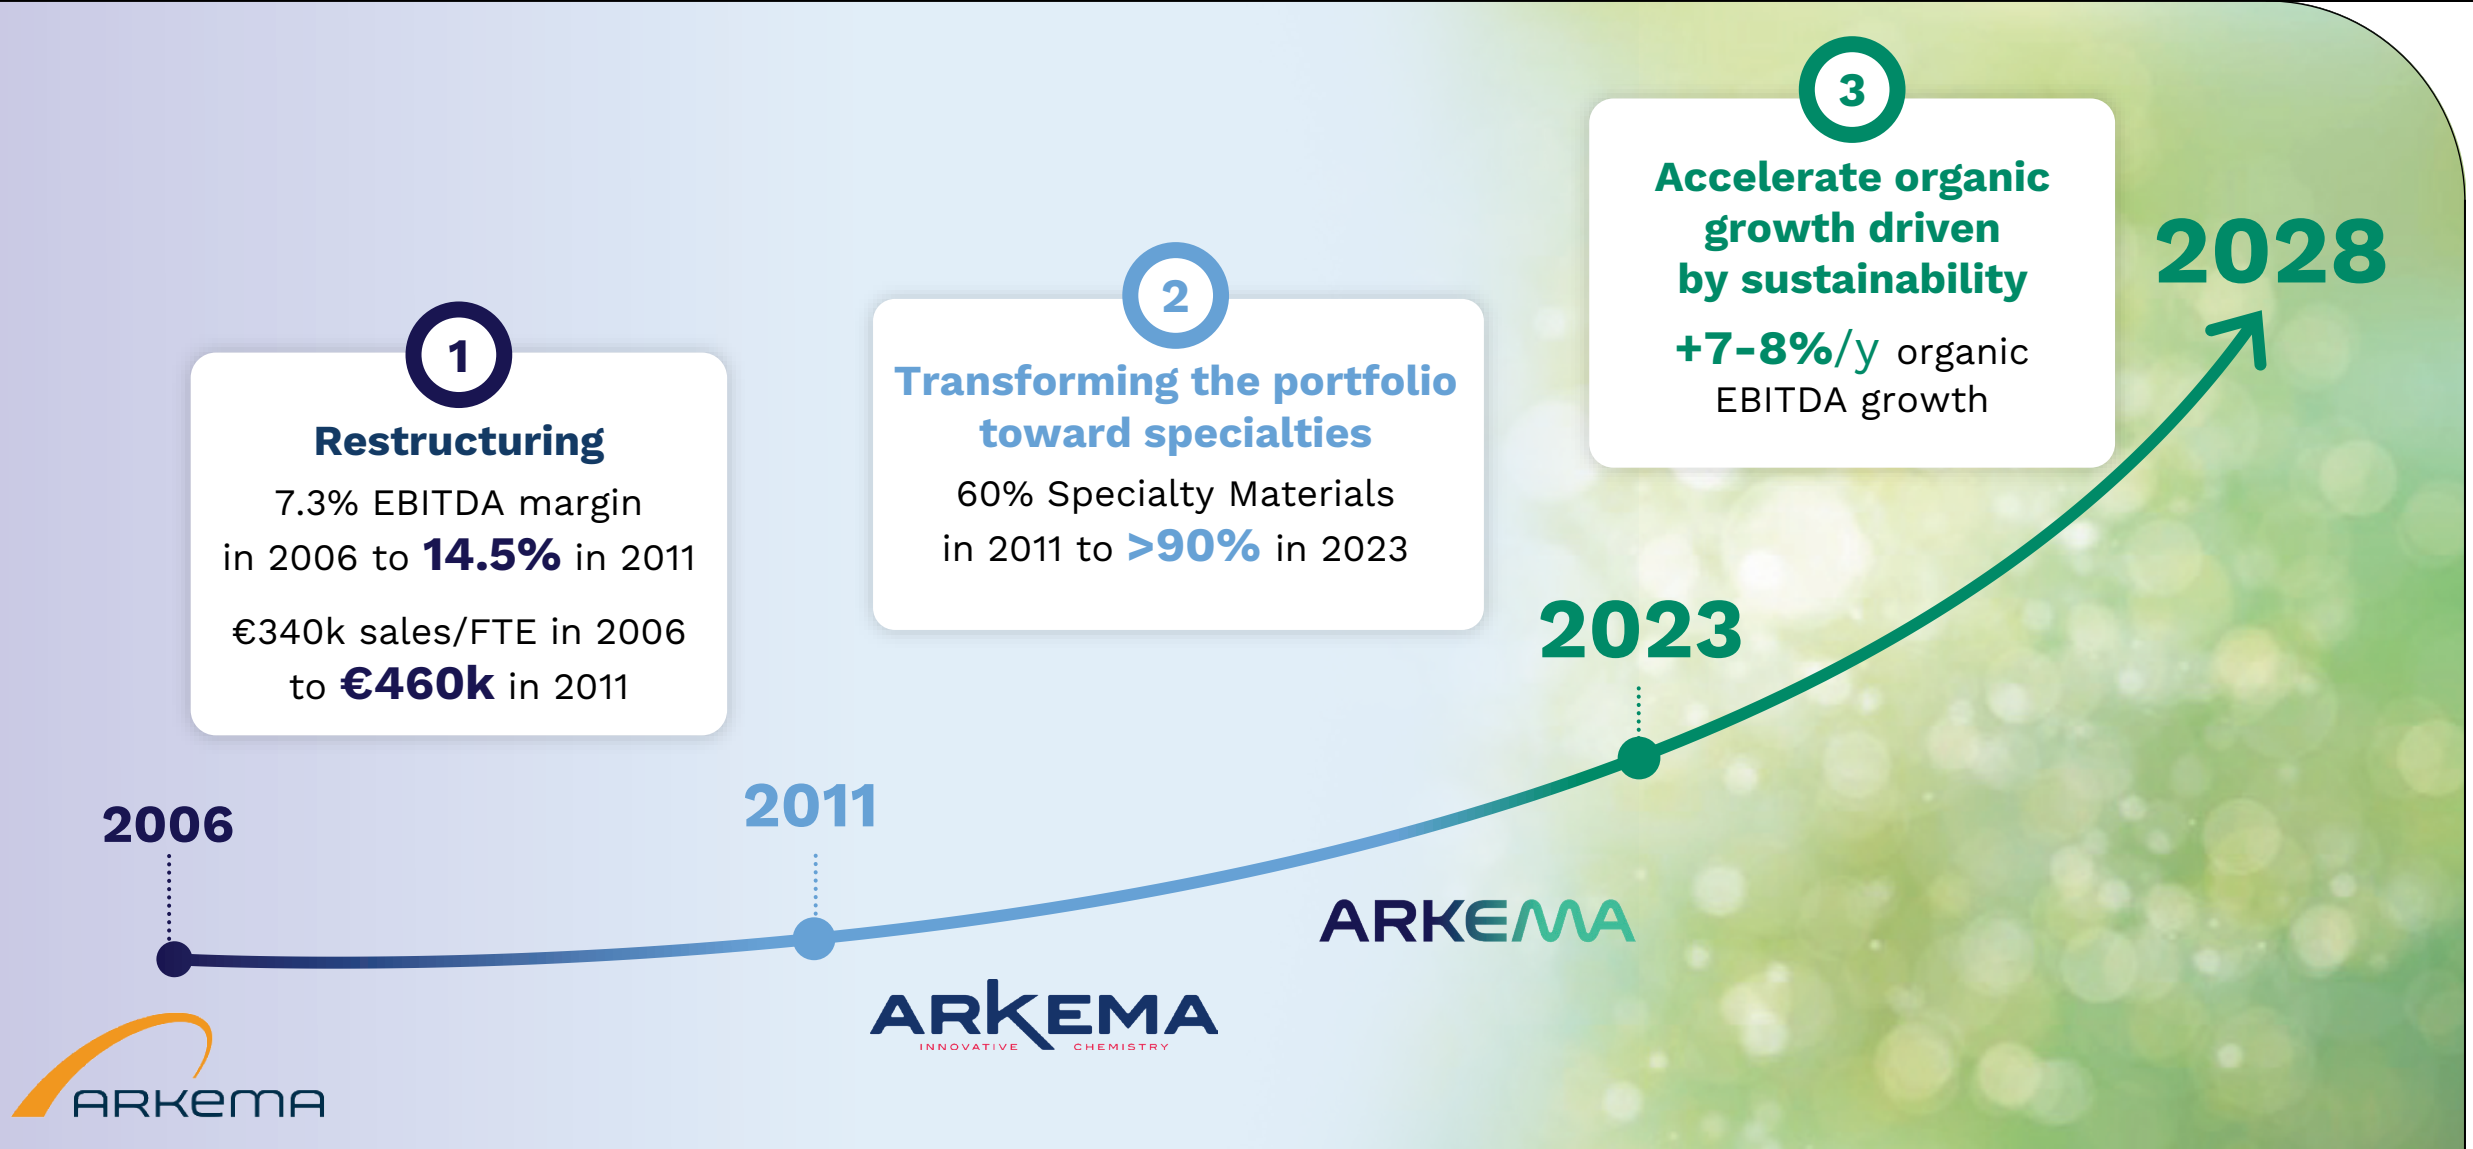 1
Restructuring
7.3% EBITDA margin
in 2006 to 14.5% in 2011
€340k sales/FTE in 2006
to €460k in 2011
2
Transforming the portfolio
toward specialties
60% Specialty Materials
in 2011 to >90% in 2023
3
Accelerate organic
growth driven
by sustainability
+7-8%/y organic
EBITDA growth
2006
2011
2023
2028
ARKEMA
ARKEMA
INNOVATIVE CHEMISTRY
ARKEMA